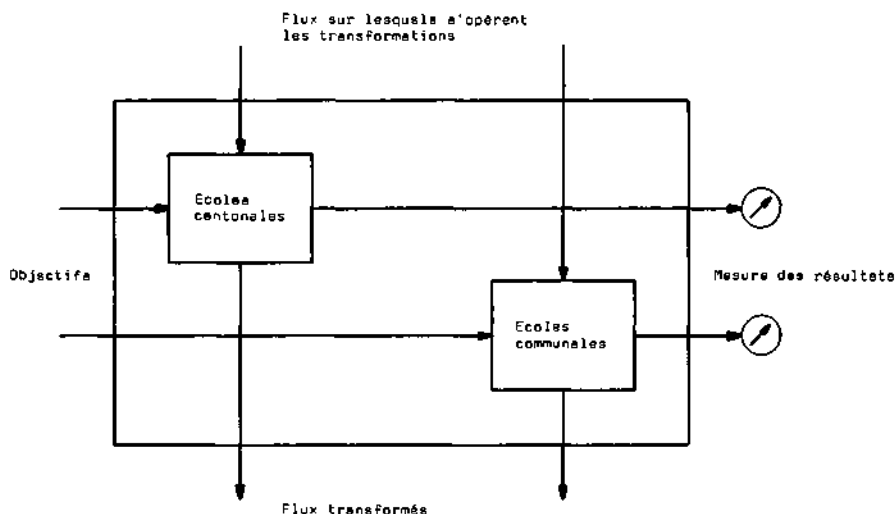 Flux sur lesquels s'opèrent
les transformations
Ecoles
cantonales
Objectifs
Mesure des résultats
Ecoles
communales
Flux transformés